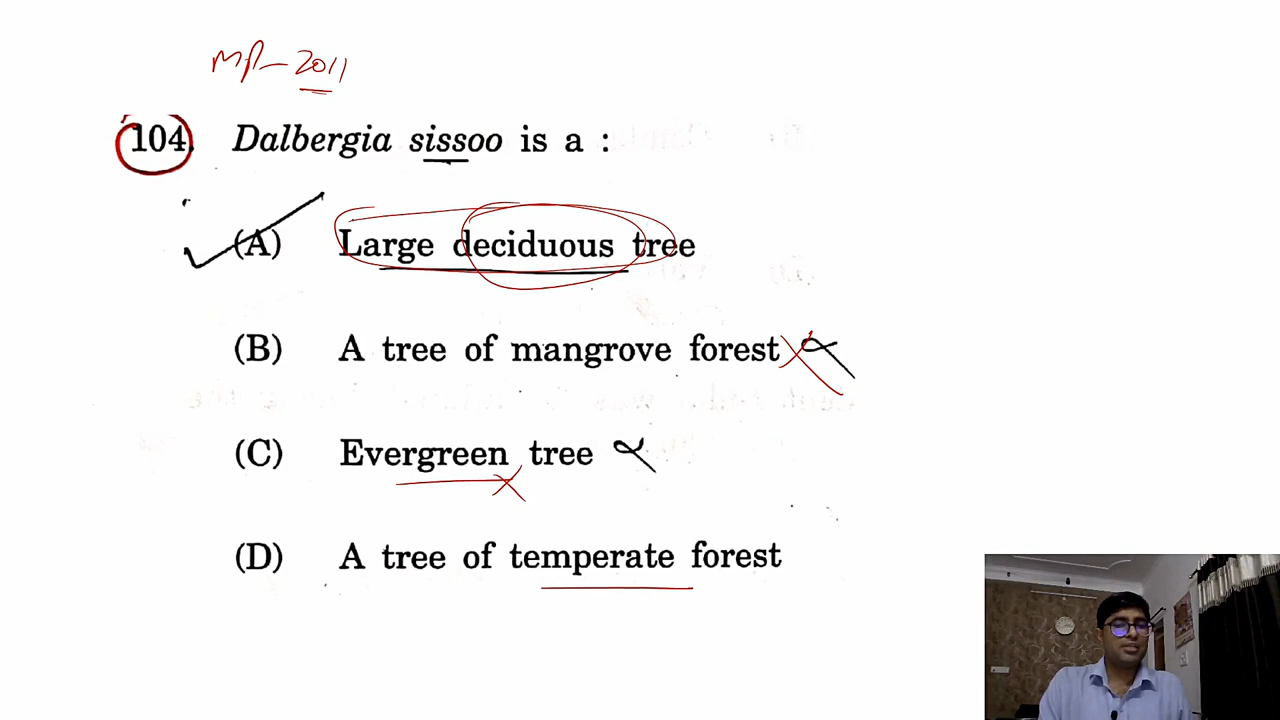 MP-2011
104. Dalbergia sissoo is a :
(A) Large deciduous tree
(B) A tree of mangrove forest
(C) Evergreen tree
(D) A tree of temperate forest